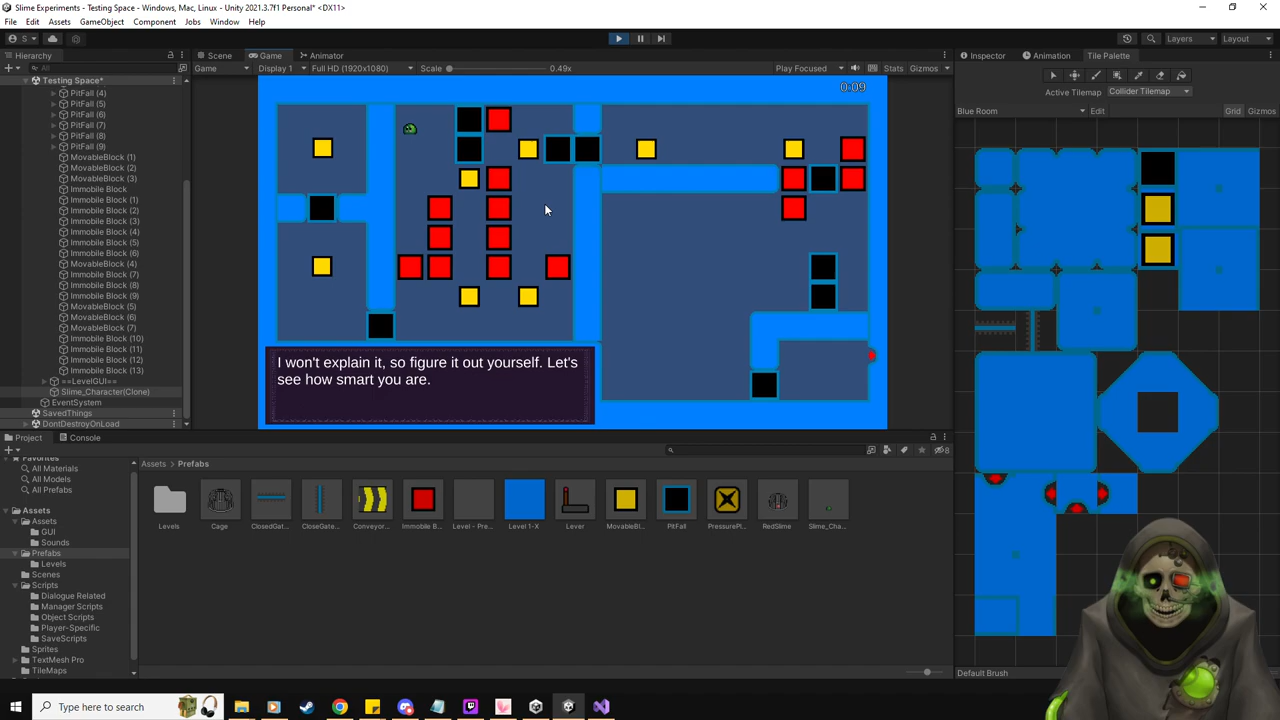 Slime Experiments - Testing Space - Windows, Mac, Linux - Unity 2021.3.7f1 Personal* <DX11>
File Edit Assets GameObject Component Jobs Window Help
S
Layers Layout
Hierarchy
Scene Game Animator
Inspector Animation Tile Palette
All
Game Display 1 Full HD (1920x1080) Scale 0.49x Play Focused Stats Gizmos
Testing Space*
PitFall (4)
PitFall (5)
PitFall (6)
PitFall (7)
PitFall (8)
PitFall (9)
MovableBlock (1)
MovableBlock (2)
MovableBlock (3)
Immobile Block
Immobile Block (1)
Immobile Block (2)
Immobile Block (3)
Immobile Block (4)
Immobile Block (5)
Immobile Block (6)
MovableBlock (4)
Immobile Block (7)
Immobile Block (8)
Immobile Block (9)
MovableBlock (5)
MovableBlock (6)
MovableBlock (7)
Immobile Block (10)
Immobile Block (11)
Immobile Block (12)
Immobile Block (13)
==LevelGUI==
Slime_Character(Clone)
EventSystem
SavedThings
DontDestroyOnLoad
0:09
I won't explain it, so figure it out yourself. Let's
see how smart you are.
Active Tilemap Collider Tilemap
Blue Room Edit Grid Gizmos
Default Brush
Project Console
8
Favorites
All Materials
All Models
All Prefabs
Assets
Assets
GUI
Sounds
Prefabs
Levels
Scenes
Scripts
Dialogue Related
Manager Scripts
Object Scripts
Player-Specific
SaveScripts
Sprites
TextMesh Pro
TileMaps
Assets > Prefabs
Levels Cage ClosedGat... CloseGate... Conveyor... Immobile B... Level - Pre... Level 1-X Lever MovableBl... PitFall PressurePl... RedSlime Slime_Cha...
Type here to search